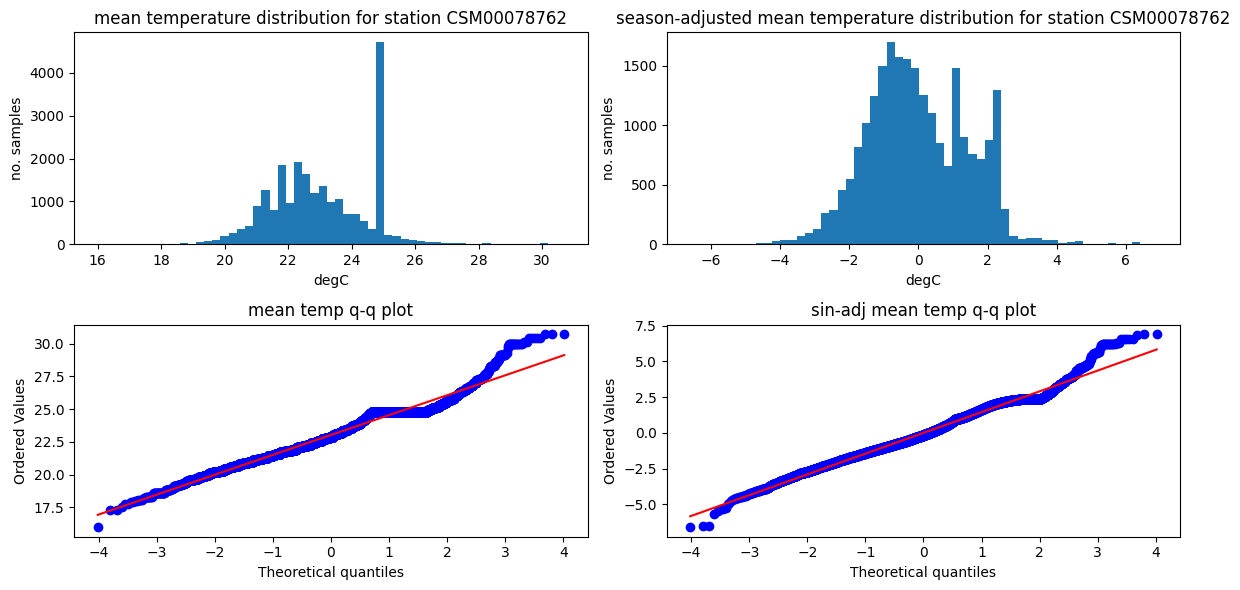 mean temperature distribution for station CSM00078762
no. samples
4000
3000
2000
1000
0
16 18 20 22 24 26 28 30
degC
season-adjusted mean temperature distribution for station CSM00078762
no. samples
1500
1000
500
0
−6 −4 −2 0 2 4 6
degC
mean temp q-q plot
Ordered Values
30.0
27.5
25.0
22.5
20.0
17.5
−4 −3 −2 −1 0 1 2 3 4
Theoretical quantiles
sin-adj mean temp q-q plot
Ordered Values
7.5
5.0
2.5
0.0
−2.5
−5.0
−4 −3 −2 −1 0 1 2 3 4
Theoretical quantiles